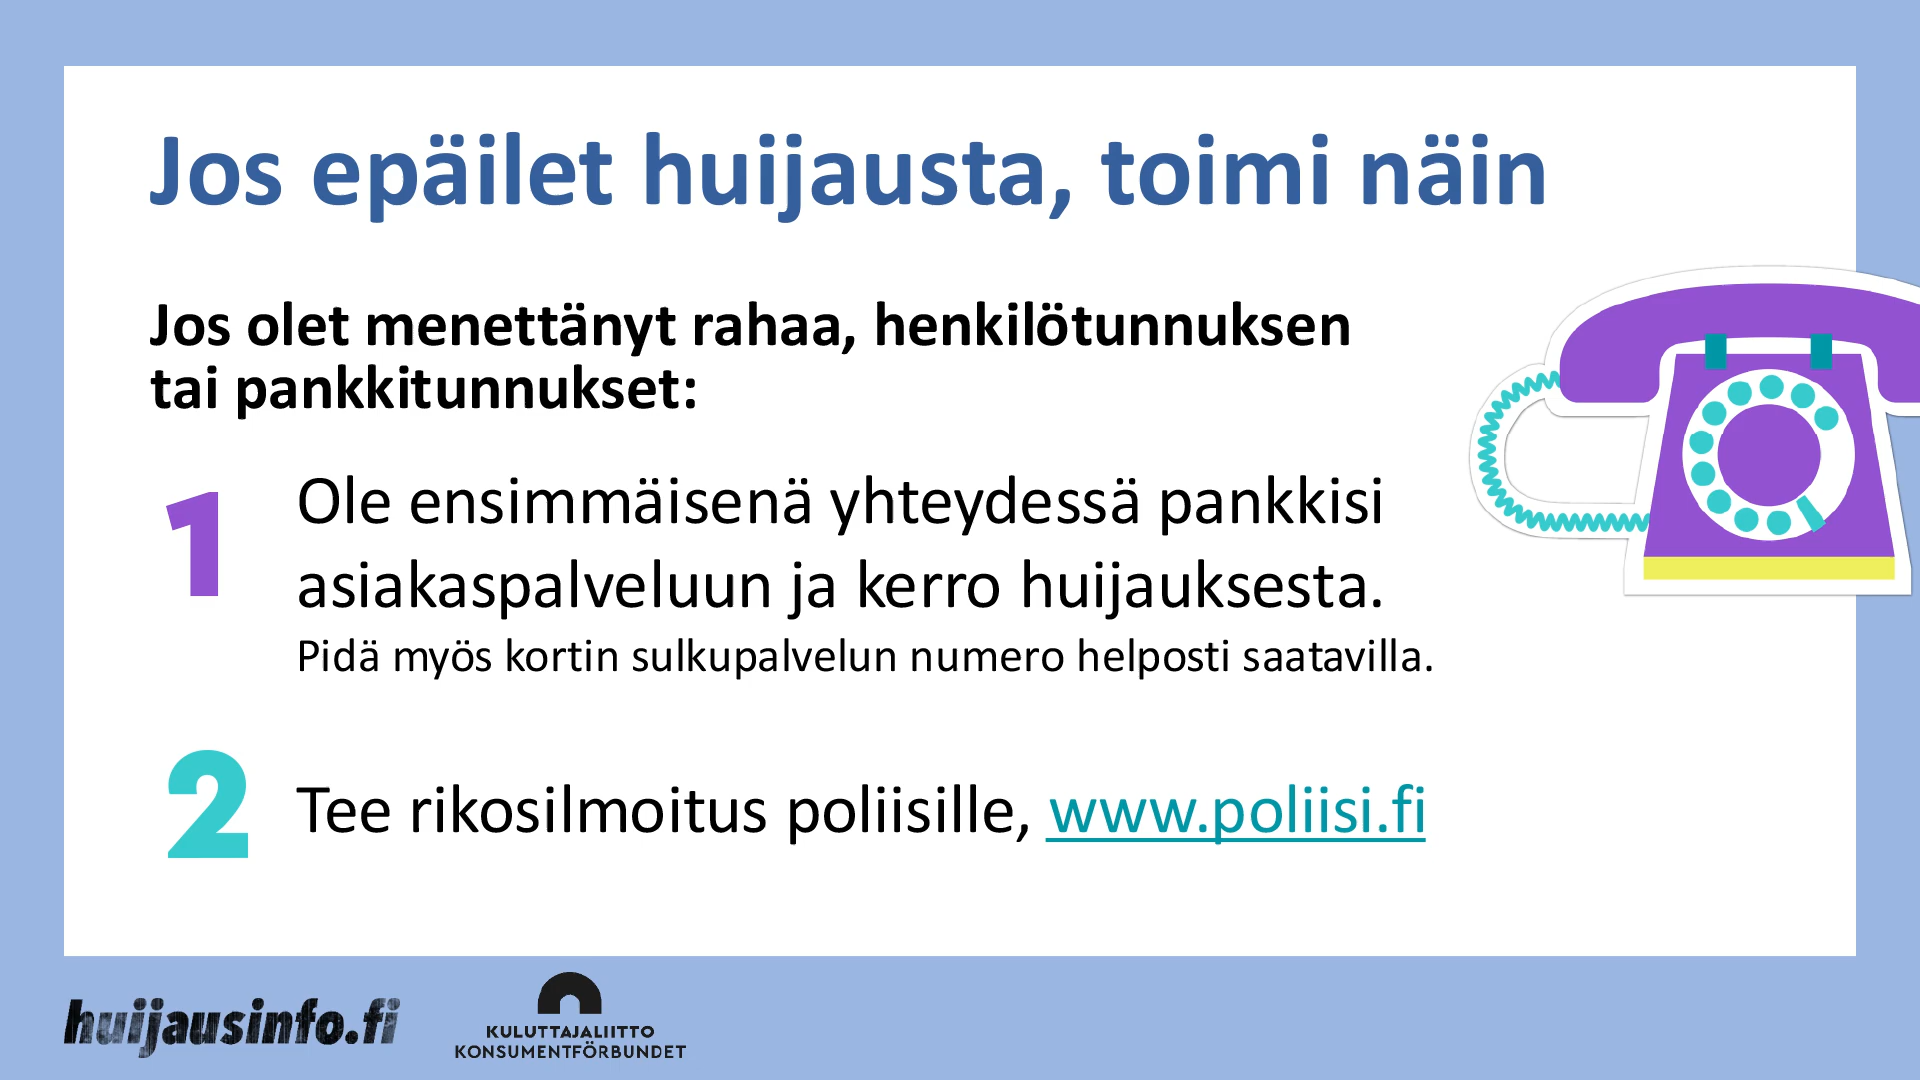 Jos epäilet huijausta, toimi näin
Jos olet menettänyt rahaa, henkilötunnuksen
tai pankkitunnukset:
1
Ole ensimmäisenä yhteydessä pankkisi
asiakaspalveluun ja kerro huijauksesta.
Pidä myös kortin sulkupalvelun numero helposti saatavilla.
2
Tee rikosilmoitus poliisille, www.poliisi.fi
huijausinfo.fi
KULUTTAJALIITTO
KONSUMENTFÖRBUNDET